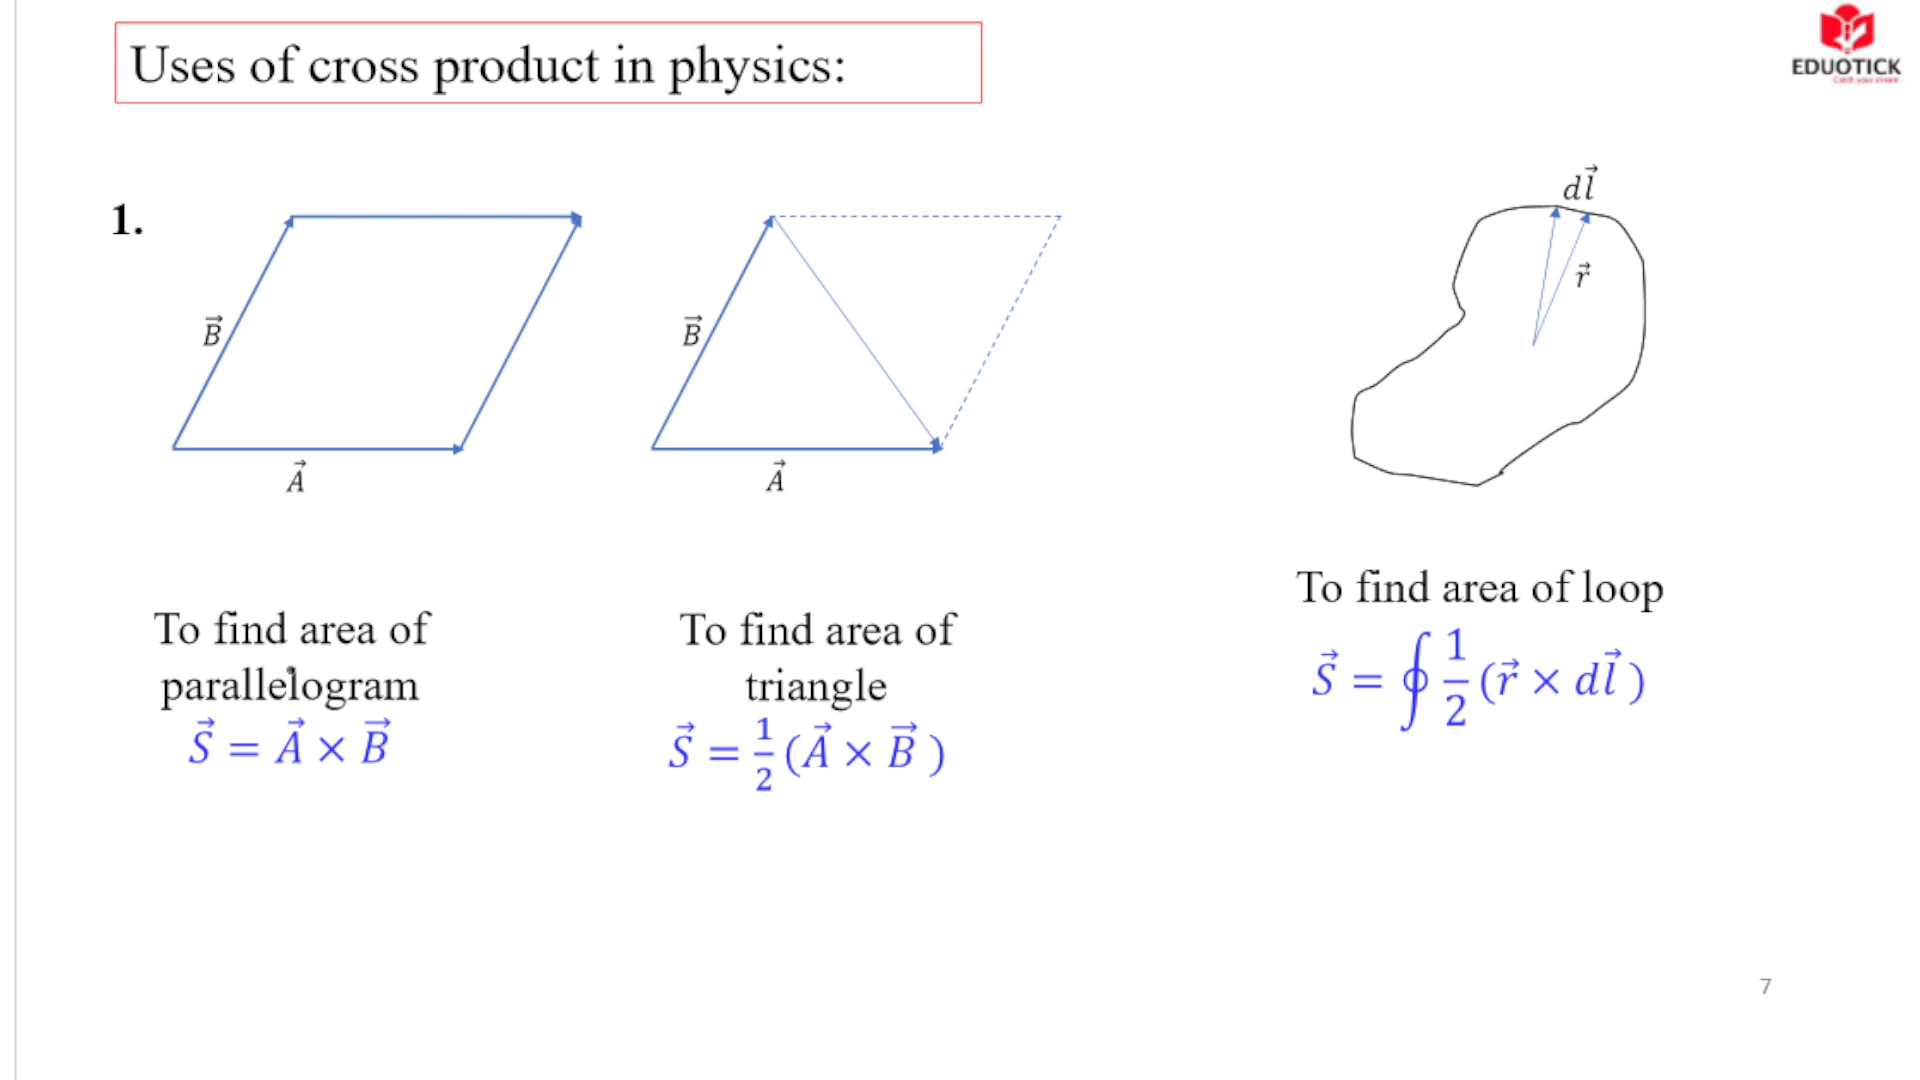 Uses of cross product in physics:
EDUOTICK
1.
B⃗
A⃗
B⃗
A⃗
dl⃗
r⃗
To find area of
parallelogram
S⃗ = A⃗ × B⃗
To find area of
triangle
S⃗ = 1/2 (A⃗ × B⃗ )
To find area of loop
S⃗ = ∮ 1/2 (r⃗ × dl⃗ )
7